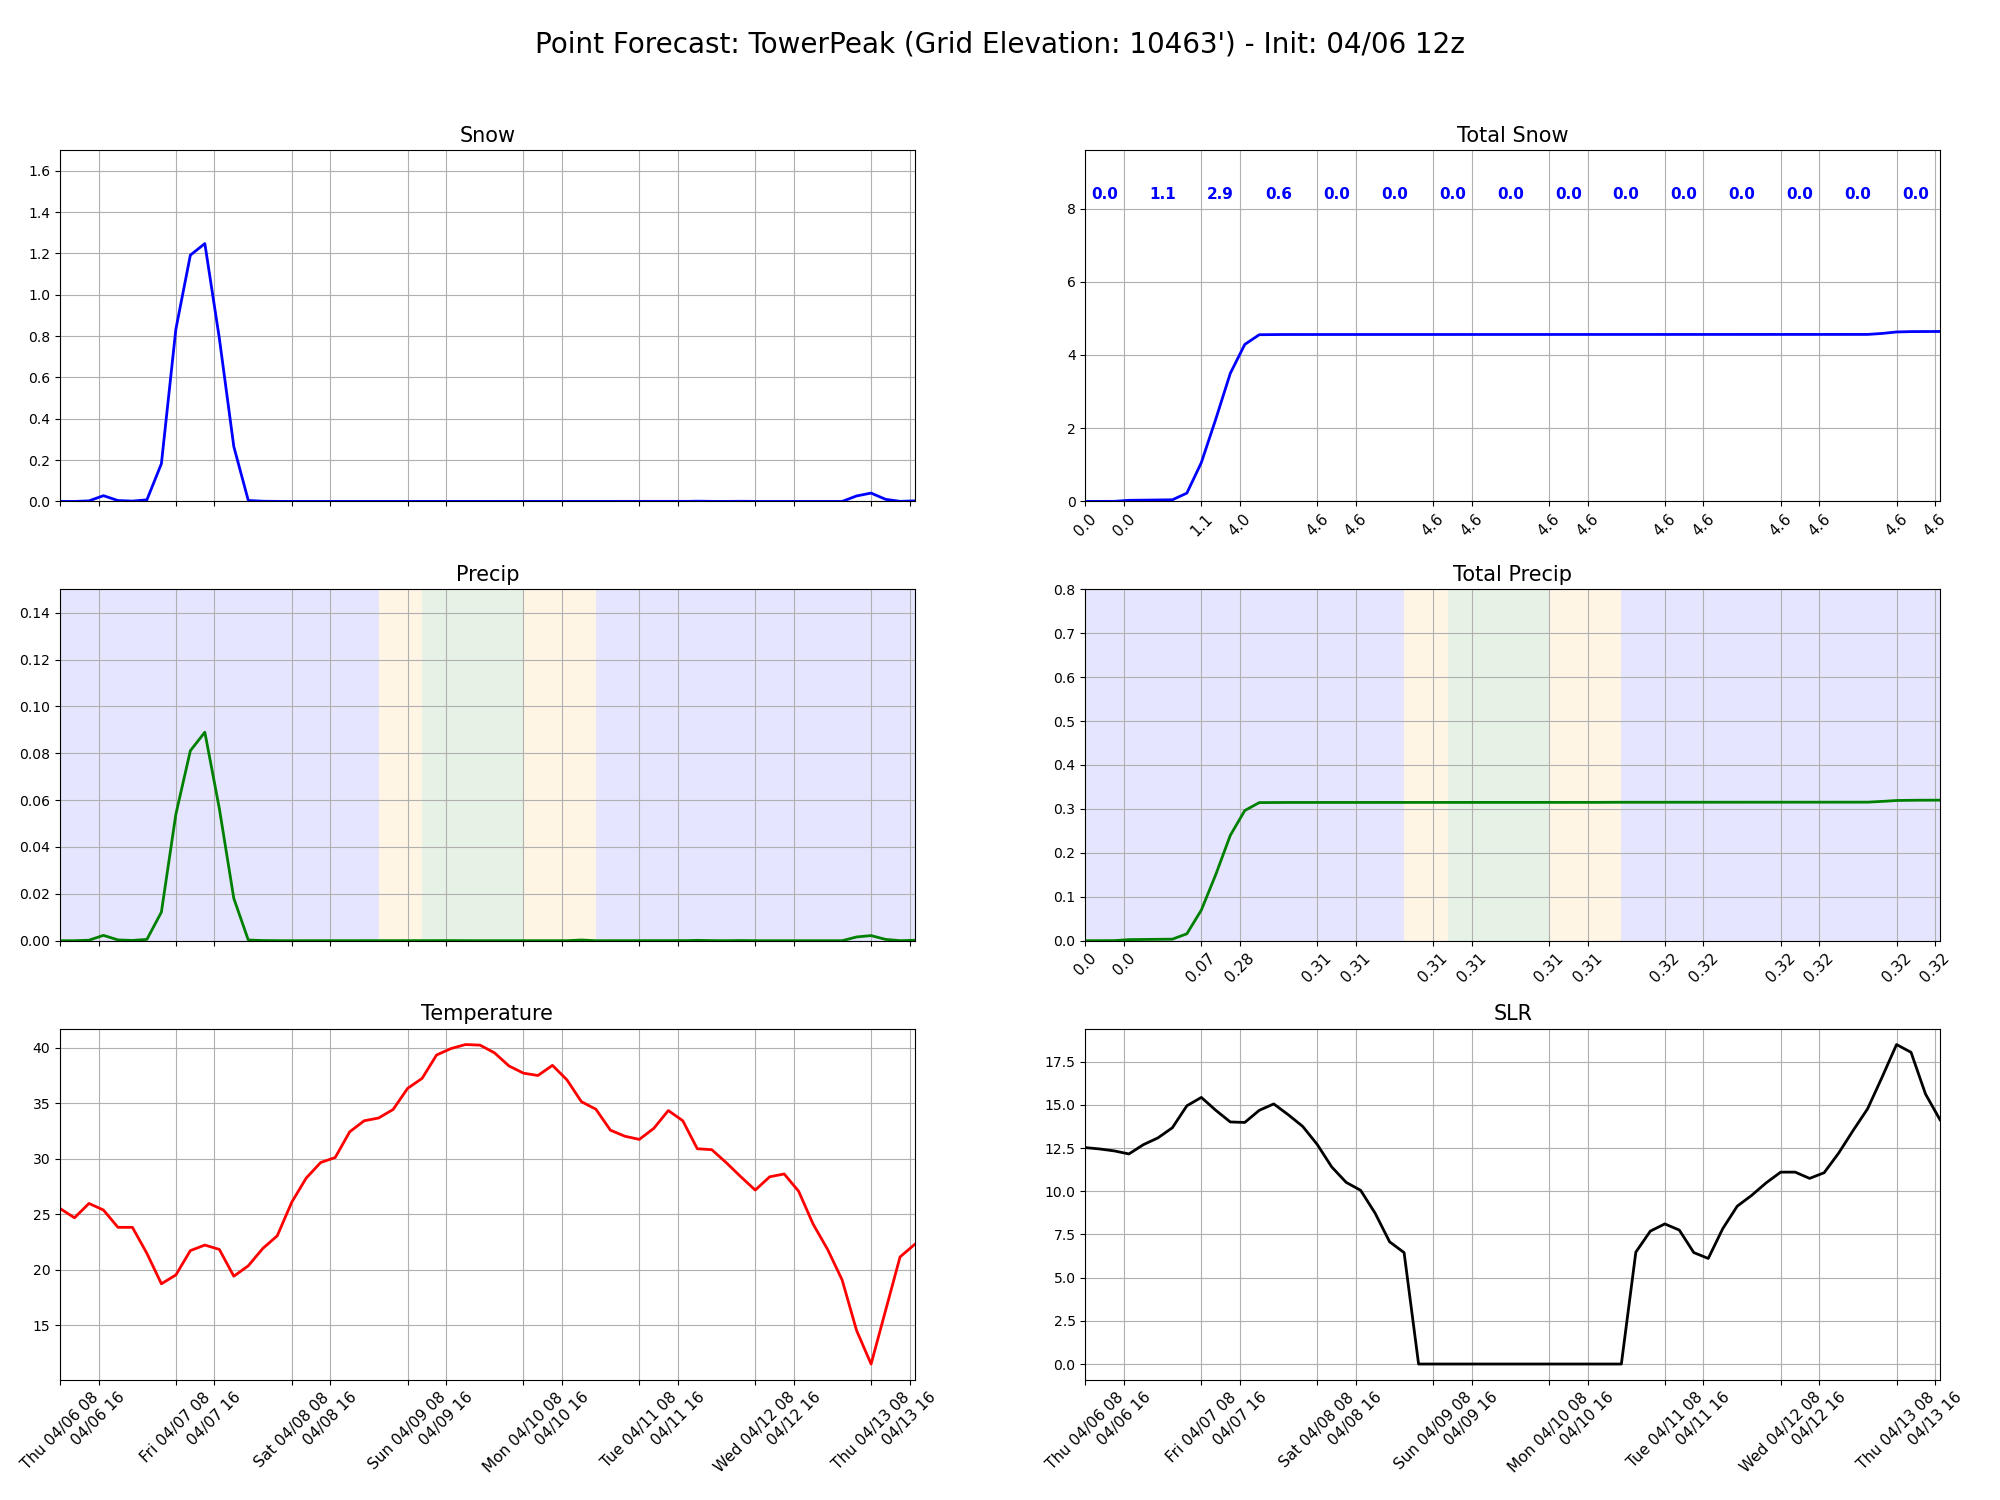 Point Forecast: TowerPeak (Grid Elevation: 10463') - Init: 04/06 12z
Snow
1.6
1.4
1.2
1.0
0.8
0.6
0.4
0.2
0.0
Total Snow
0.0 1.1 2.9 0.6 0.0 0.0 0.0 0.0 0.0 0.0 0.0 0.0 0.0 0.0 0.0
8
6
4
2
0
0.0 0.0 1.1 4.0 4.6 4.6 4.6 4.6 4.6 4.6 4.6 4.6 4.6 4.6 4.6 4.6
Precip
0.14
0.12
0.10
0.08
0.06
0.04
0.02
0.00
Total Precip
0.8
0.7
0.6
0.5
0.4
0.3
0.2
0.1
0.0
0.0 0.0 0.07 0.28 0.31 0.31 0.31 0.31 0.31 0.31 0.32 0.32 0.32 0.32 0.32 0.32
Temperature
40
35
30
25
20
15
Thu 04/06 08
04/06 16
Fri 04/07 08
04/07 16
Sat 04/08 08
04/08 16
Sun 04/09 08
04/09 16
Mon 04/10 08
04/10 16
Tue 04/11 08
04/11 16
Wed 04/12 08
04/12 16
Thu 04/13 08
04/13 16
SLR
17.5
15.0
12.5
10.0
7.5
5.0
2.5
0.0
Thu 04/06 08
04/06 16
Fri 04/07 08
04/07 16
Sat 04/08 08
04/08 16
Sun 04/09 08
04/09 16
Mon 04/10 08
04/10 16
Tue 04/11 08
04/11 16
Wed 04/12 08
04/12 16
Thu 04/13 08
04/13 16